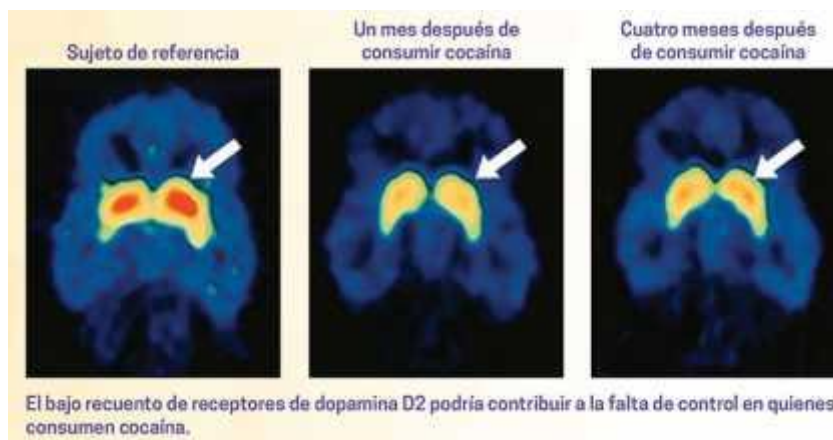 Sujeto de referencia
Un mes después de
consumir cocaína
Cuatro meses después
de consumir cocaína
El bajo recuento de receptores de dopamina D2 podría contribuir a la falta de control en quienes
consumen cocaína.